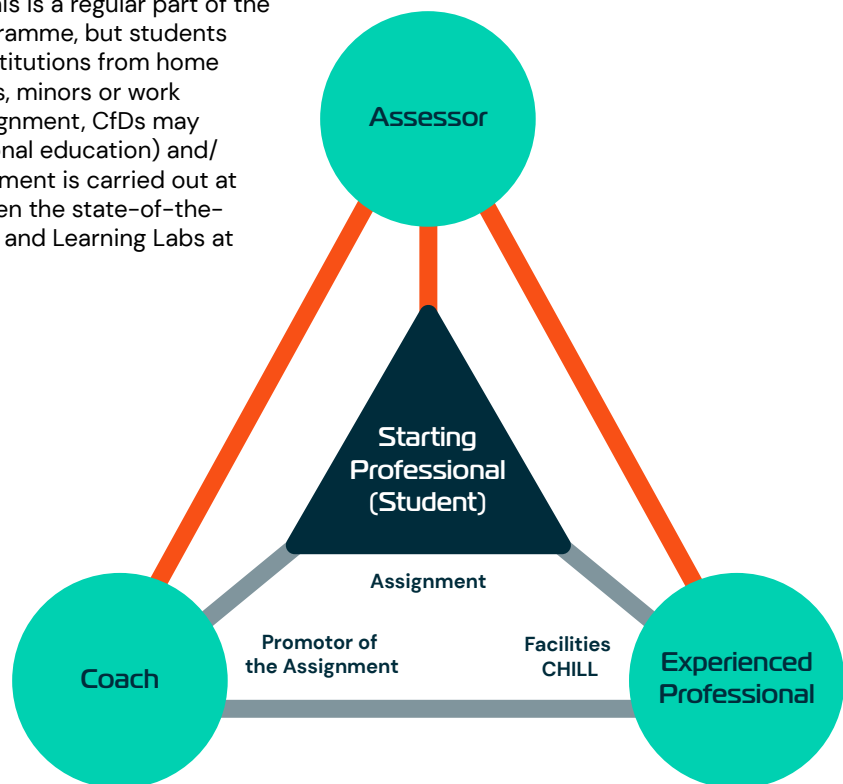 his is a regular part of the
ramme, but students
titutions from home
s, minors or work
gnment, CfDs may
onal education) and/
ment is carried out at
en the state-of-the-
and Learning Labs at
Assessor
Starting
Professional
(Student)
Assignment
Promotor of
the Assignment
Facilities
CHILL
Coach
Experienced
Professional